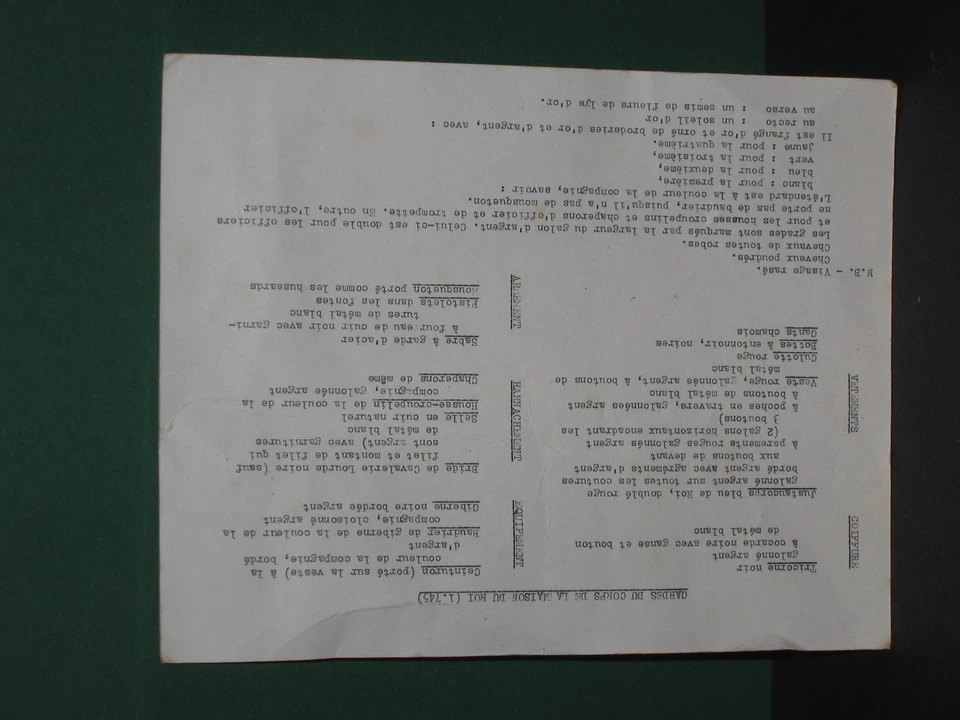 GARDES DU CORPS DE LA MAISON DU ROI (1.745)
COIFFURE
Tricorne noir
galonné argent
à cocarde noire avec ganse et bouton
de métal blanc
VETEMENTS
Justaucorps bleu de Roi, doublé rouge
galonné argent sur toutes les coutures
bordé argent avec agréments d'argent
aux boutons de devant
à parements rouges galonnés argent
(2 galons horizontaux encadrant les
3 boutons)
à poches en travers, galonnées argent
à boutons de métal blanc
Veste rouge, galonnée argent, à boutons de
métal blanc
Culotte rouge
Bottes à entonnoir, noires
Gants chamois
EQUIPEMENT
Ceinturon (porté sur la veste) à la
couleur de la compagnie, bordé
d'argent
Baudrier de giberne de la couleur de la
compagnie, cloisonné argent
Giberne noire bordée argent
HARNACHEMENT
Bride de Cavalerie Lourde noire (sauf
filet et montant de filet qui
sont argent) avec garnitures
de métal blanc
Selle en cuir naturel
Housse-croupelin de la couleur de la
compagnie, galonnée argent
Chaperons de même
ARMEMENT
Sabre à garde d'acier
à fourreau de cuir noir avec garni-
tures de métal blanc
Pistolets dans les fontes
Mousqueton porté comme les hussards
N.B. - Visage rasé.
Cheveux poudrés.
Chevaux de toutes robes.
Les grades sont marqués par la largeur du galon d'argent. Celui-ci est double pour les officiers
et pour les housses croupelins et chaperons d'officier et de trompette. En outre, l'officier
ne porte pas de baudrier, puisqu'il n'a pas de mousqueton.
L'étendard est à la couleur de la compagnie, savoir :
blanc : pour la première,
bleu : pour la deuxième,
vert : pour la troisième,
jaune : pour la quatrième.
Il est frangé d'or et orné de broderies d'or et d'argent, avec :
au recto : un soleil d'or
au verso : un semis de fleurs de lys d'or.